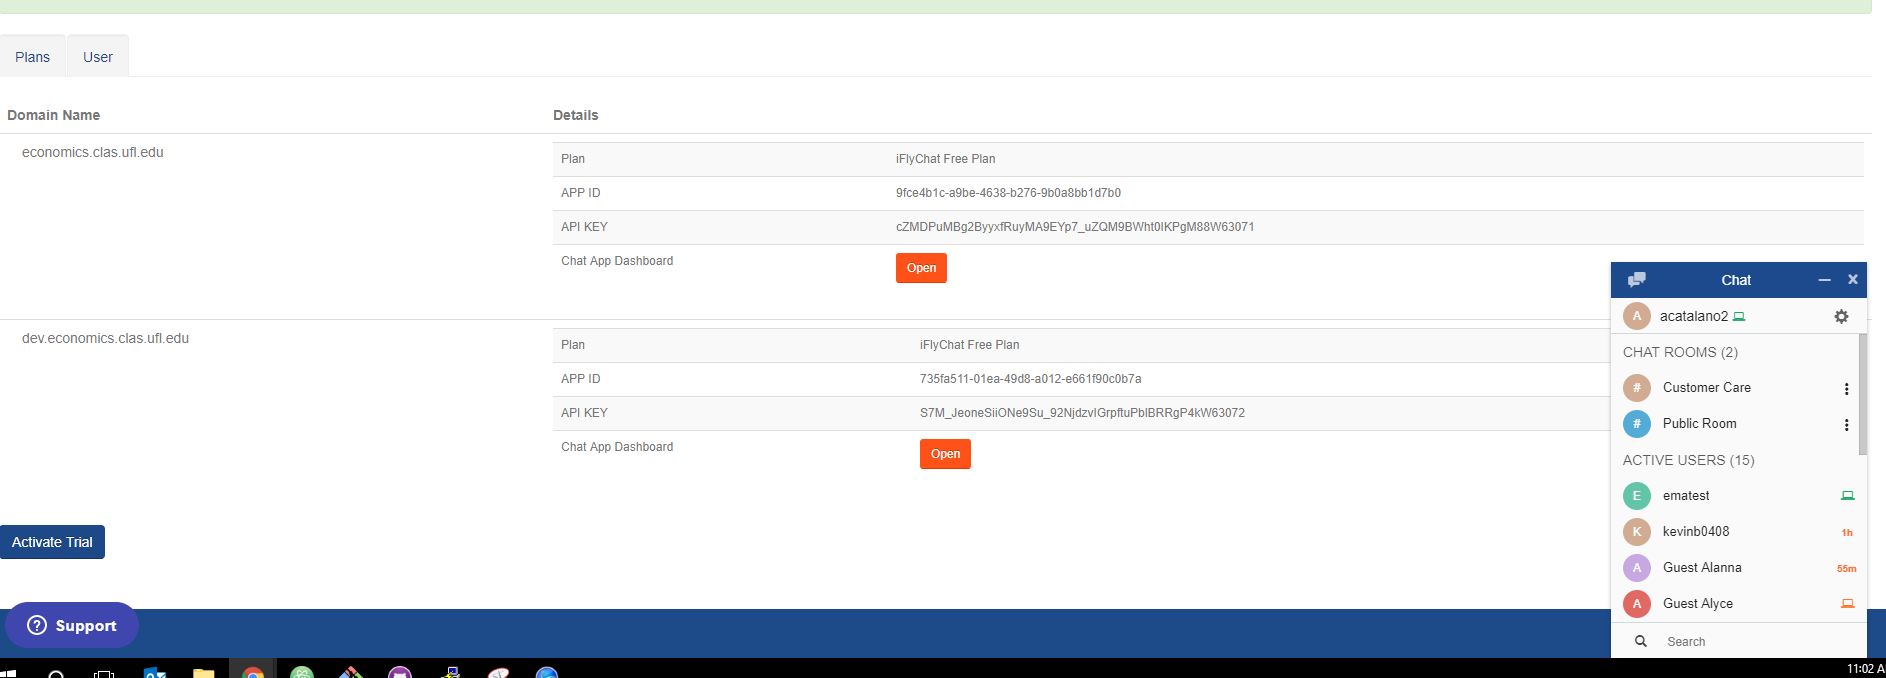 Plans
User
Domain Name
Details
economics.clas.ufl.edu
Plan
iFlyChat Free Plan
APP ID
9fce4b1c-a9be-4638-b276-9b0a8bb1d7b0
API KEY
cZMDPuMBg2ByyxfRuyMA9EYp7_uZQM9BWht0IKPgM88W63071
Chat App Dashboard
Open
dev.economics.clas.ufl.edu
Plan
iFlyChat Free Plan
APP ID
735fa511-01ea-49d8-a012-e661f90c0b7a
API KEY
S7M_JeoneSiiONe9Su_92NjdzvIGrpftuPbIBRRgP4kW63072
Chat App Dashboard
Open
Activate Trial
? Support
Chat
A acatalano2
CHAT ROOMS (2)
# Customer Care
# Public Room
ACTIVE USERS (15)
E ematest
K kevinb0408 1h
A Guest Alanna 55m
A Guest Alyce
Search
11:02 A